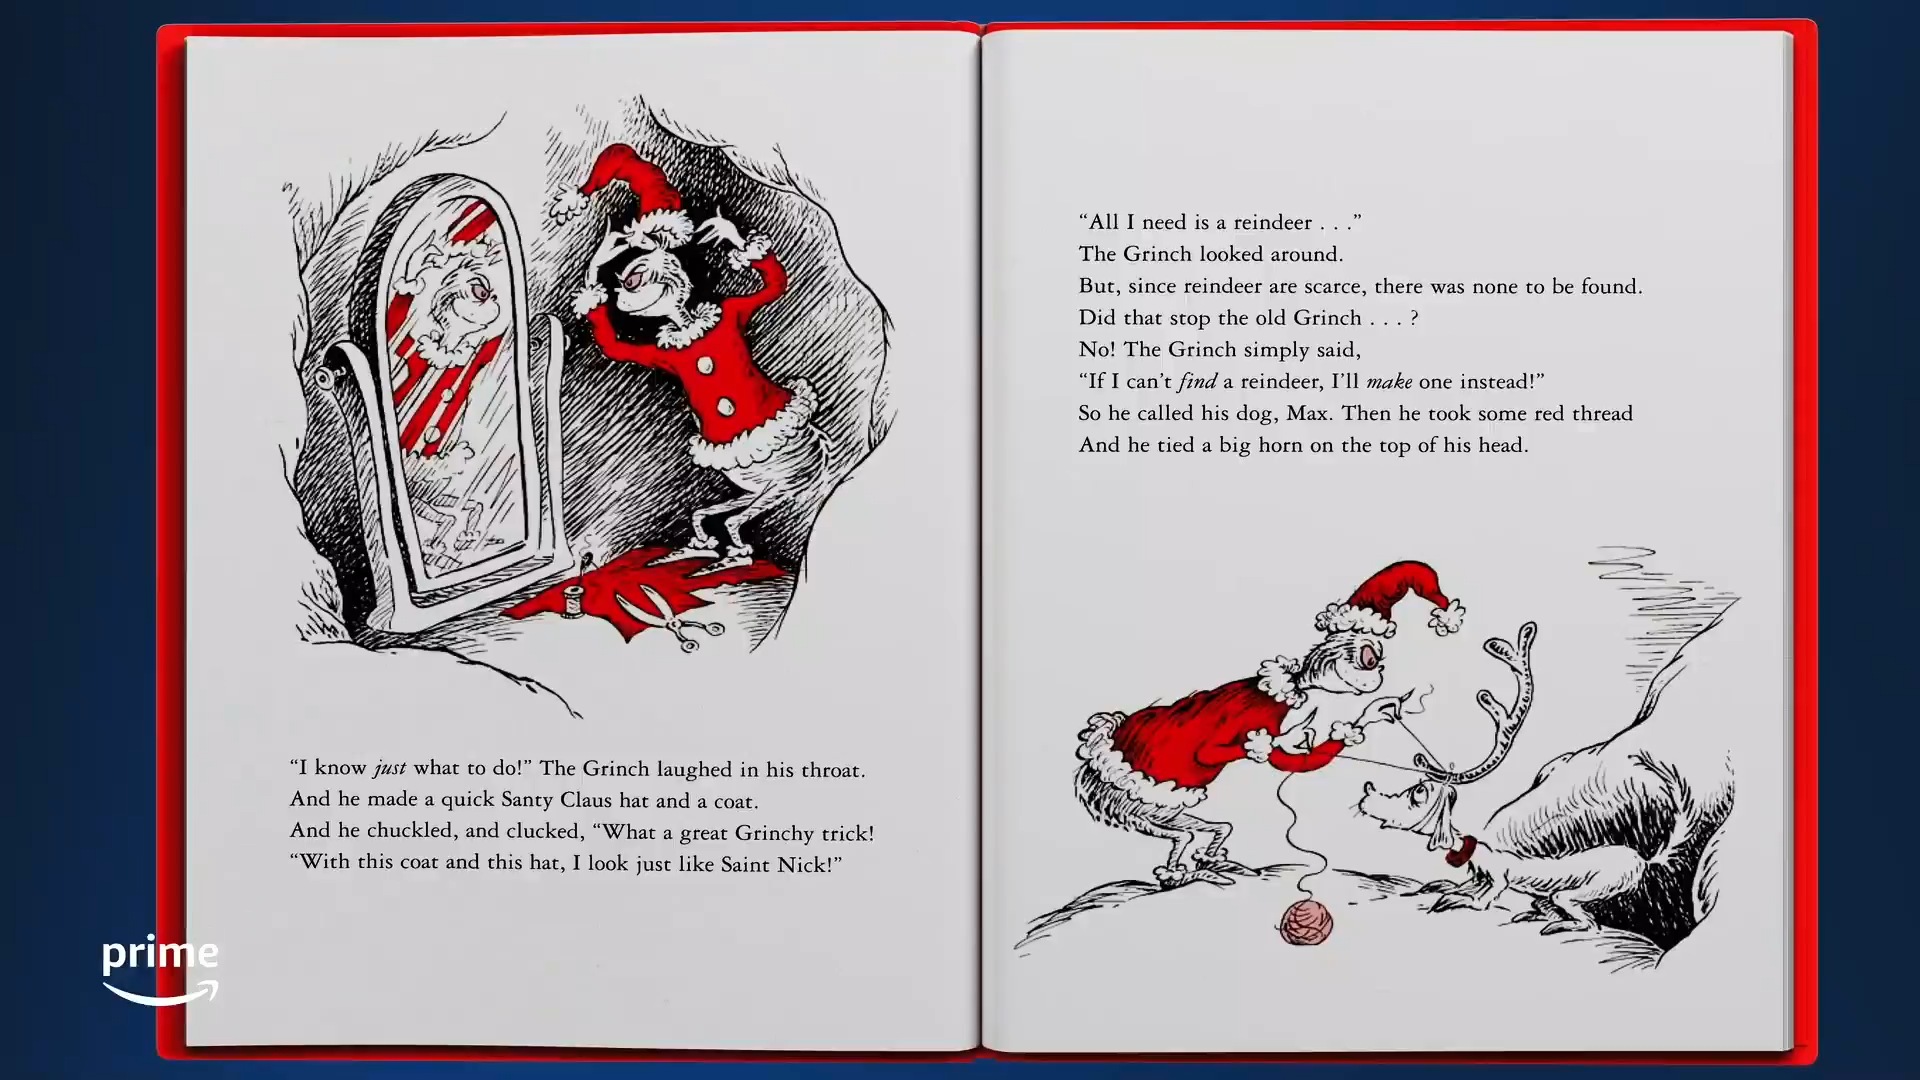 “I know just what to do!” The Grinch laughed in his throat.
And he made a quick Santy Claus hat and a coat.
And he chuckled, and clucked, “What a great Grinchy trick!
“With this coat and this hat, I look just like Saint Nick!”
“All I need is a reindeer . . .”
The Grinch looked around.
But, since reindeer are scarce, there was none to be found.
Did that stop the old Grinch . . . ?
No! The Grinch simply said,
“If I can’t find a reindeer, I’ll make one instead!”
So he called his dog, Max. Then he took some red thread
And he tied a big horn on the top of his head.
prime